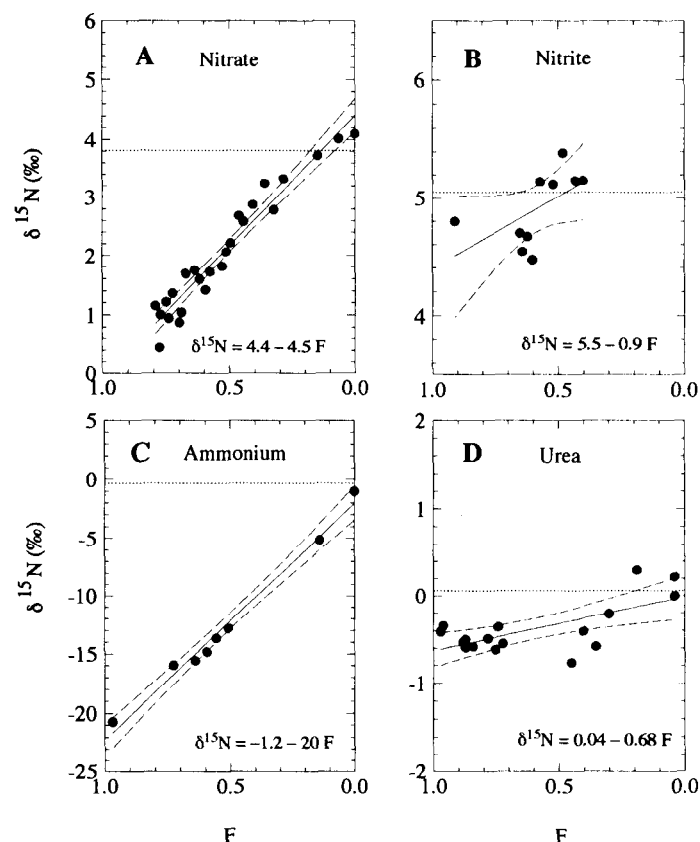 A Nitrate
δ ¹⁵N (‰)
6
5
4
3
2
1
0
1.0 0.5 0.0
δ¹⁵N = 4.4 – 4.5 F
B Nitrite
6
5
4
1.0 0.5 0.0
δ¹⁵N = 5.5 – 0.9 F
C Ammonium
δ ¹⁵N (‰)
5
0
-5
-10
-15
-20
-25
1.0 0.5 0.0
δ¹⁵N = –1.2 – 20 F
F
D Urea
2
1
0
-1
-2
1.0 0.5 0.0
δ¹⁵N = 0.04 – 0.68 F
F